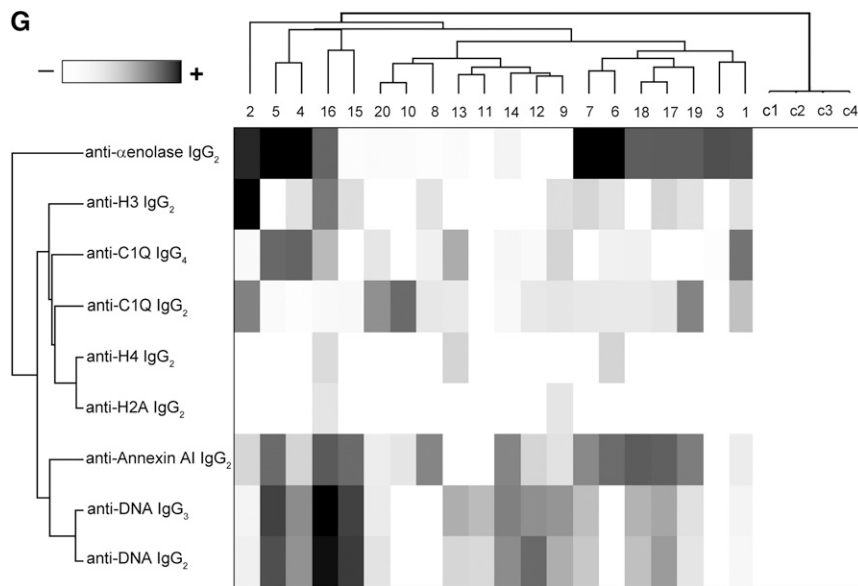 G
− +
2 5 4 16 15 20 10 8 13 11 14 12 9 7 6 18 17 19 3 1 c1 c2 c3 c4
anti-αenolase IgG₂
anti-H3 IgG₂
anti-C1Q IgG₄
anti-C1Q IgG₂
anti-H4 IgG₂
anti-H2A IgG₂
anti-Annexin AI IgG₂
anti-DNA IgG₃
anti-DNA IgG₂